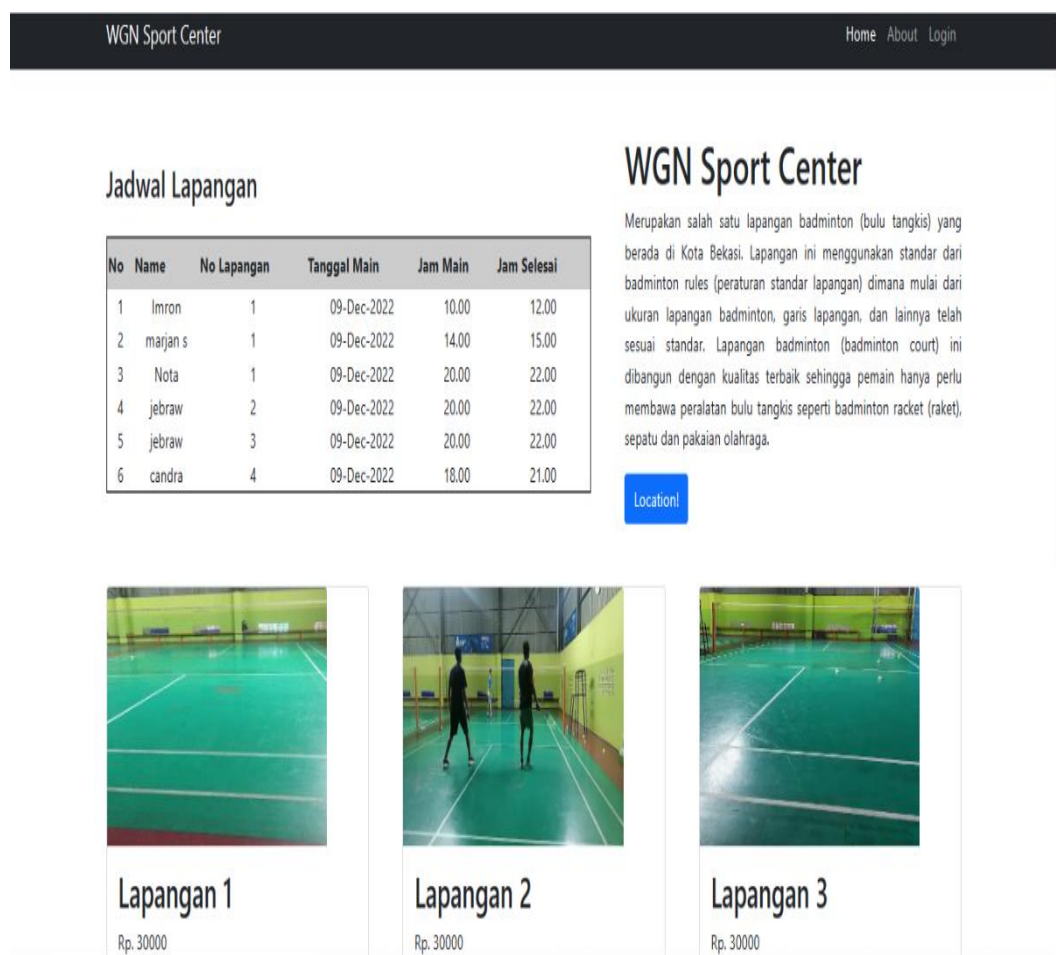 WGN Sport Center
Home About Login
Jadwal Lapangan
No Name No Lapangan Tanggal Main Jam Main Jam Selesai
1 Imron 1 09-Dec-2022 10.00 12.00
2 marjan s 1 09-Dec-2022 14.00 15.00
3 Nota 1 09-Dec-2022 20.00 22.00
4 jebraw 2 09-Dec-2022 20.00 22.00
5 jebraw 3 09-Dec-2022 20.00 22.00
6 candra 4 09-Dec-2022 18.00 21.00
WGN Sport Center
Merupakan salah satu lapangan badminton (bulu tangkis) yang
berada di Kota Bekasi. Lapangan ini menggunakan standar dari
badminton rules (peraturan standar lapangan) dimana mulai dari
ukuran lapangan badminton, garis lapangan, dan lainnya telah
sesuai standar. Lapangan badminton (badminton court) ini
dibangun dengan kualitas terbaik sehingga pemain hanya perlu
membawa peralatan bulu tangkis seperti badminton racket (raket),
sepatu dan pakaian olahraga.
Location!
Lapangan 1
Rp. 30000
Lapangan 2
Rp. 30000
Lapangan 3
Rp. 30000